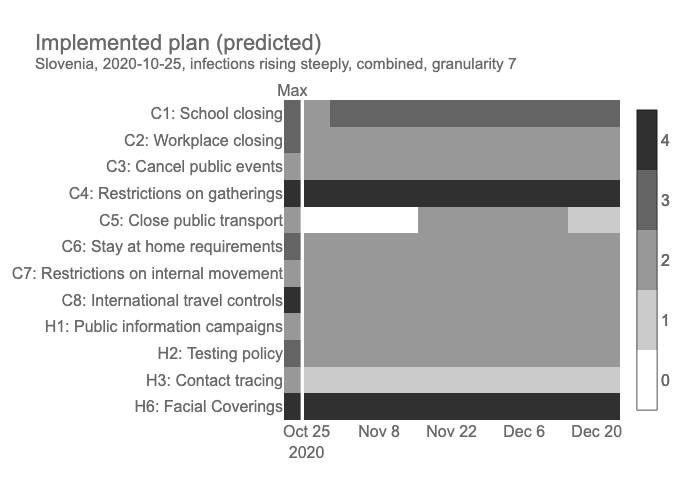 Implemented plan (predicted)
Slovenia, 2020-10-25, infections rising steeply, combined, granularity 7
Max
C1: School closing
C2: Workplace closing
C3: Cancel public events
C4: Restrictions on gatherings
C5: Close public transport
C6: Stay at home requirements
C7: Restrictions on internal movement
C8: International travel controls
H1: Public information campaigns
H2: Testing policy
H3: Contact tracing
H6: Facial Coverings
4
3
2
1
0
Oct 25 Nov 8 Nov 22 Dec 6 Dec 20
2020